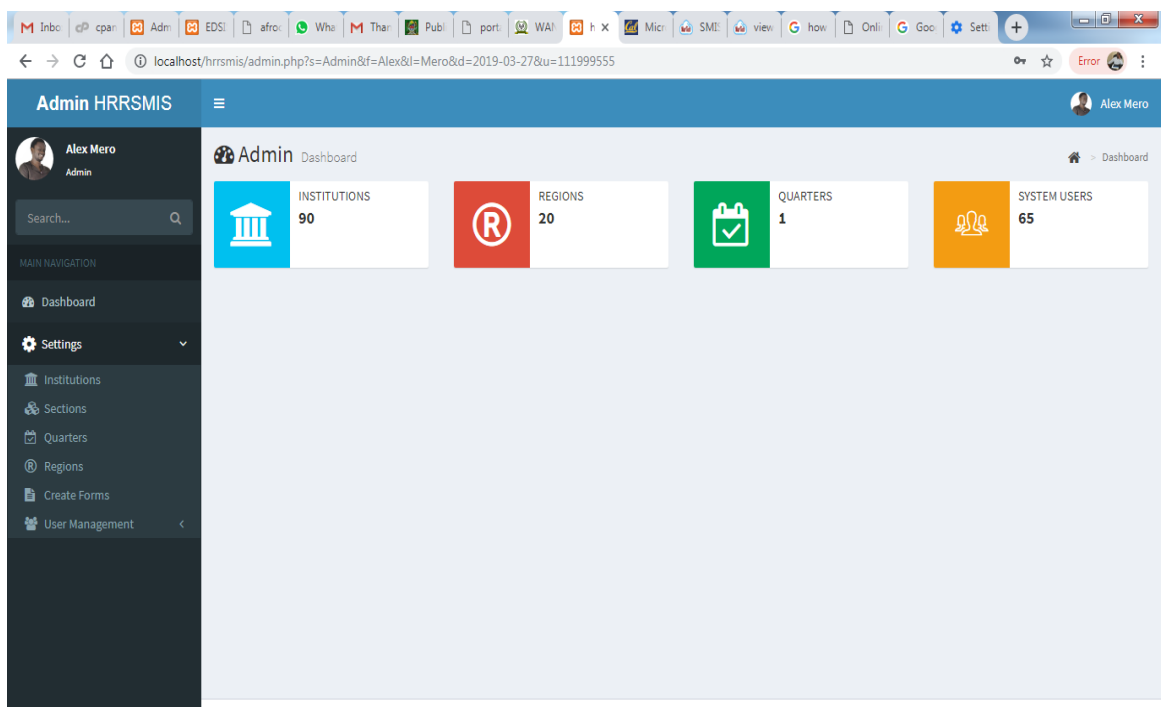 Inbo cpan Adm EDSI afroc Wha Thar Publ port WAN h Micr SMIS view how Onli Goo Setti
localhost/hrrsmis/admin.php?s=Admin&f=Alex&l=Mero&d=2019-03-27&u=111999555 Error
Admin HRRSMIS
Alex Mero
Alex Mero
Admin
Admin Dashboard
> Dashboard
INSTITUTIONS
90
REGIONS
20
QUARTERS
1
SYSTEM USERS
65
Search...
MAIN NAVIGATION
Dashboard
Settings
Institutions
Sections
Quarters
Regions
Create Forms
User Management